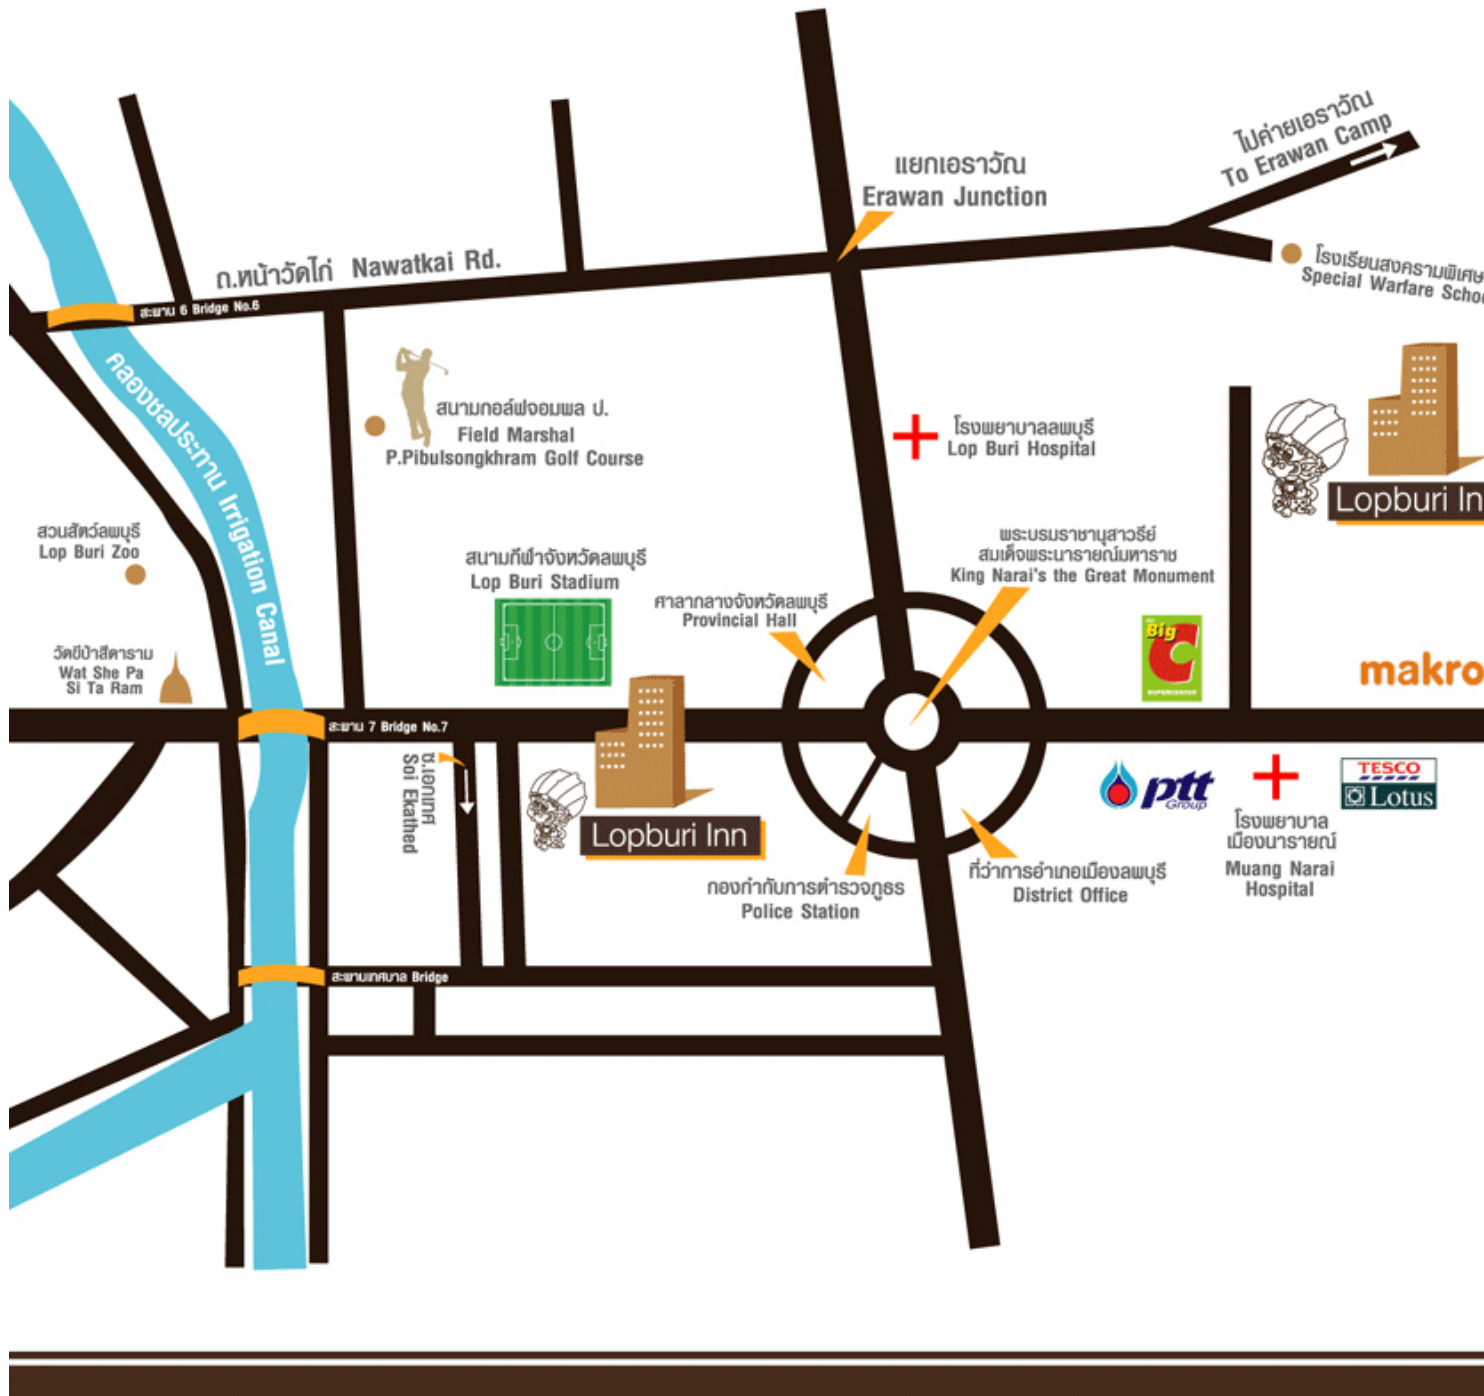 ไปค่ายเอราวัณ
To Erawan Camp
แยกเอราวัณ
Erawan Junction
ถ.หน้าวัดไก่ Nawatkai Rd.
โรงเรียนสงครามพิเศษ
Special Warfare Schoo
สะพาน 6 Bridge No.6
คลองชลประทาน Irrigation Canal
สนามกอล์ฟจอมพล ป.
Field Marshal
P.Pibulsongkhram Golf Course
โรงพยาบาลลพบุรี
Lop Buri Hospital
Lopburi In
สวนสัตว์ลพบุรี
Lop Buri Zoo
สนามกีฬาจังหวัดลพบุรี
Lop Buri Stadium
พระบรมราชานุสาวรีย์
สมเด็จพระนารายณ์มหาราช
King Narai's the Great Monument
ศาลากลางจังหวัดลพบุรี
Provincial Hall
Big
C
SUPERCENTER
วัดชีป่าสีดาราม
Wat She Pa
Si Ta Ram
makro
สะพาน 7 Bridge No.7
ซ.เอกเทศ
Soi Ekathed
Lopburi Inn
ptt
Group
TESCO
Lotus
โรงพยาบาล
เมืองนารายณ์
Muang Narai
Hospital
กองกำกับการตำรวจภูธร
Police Station
ที่ว่าการอำเภอเมืองลพบุรี
District Office
สะพานเทศบาล Bridge